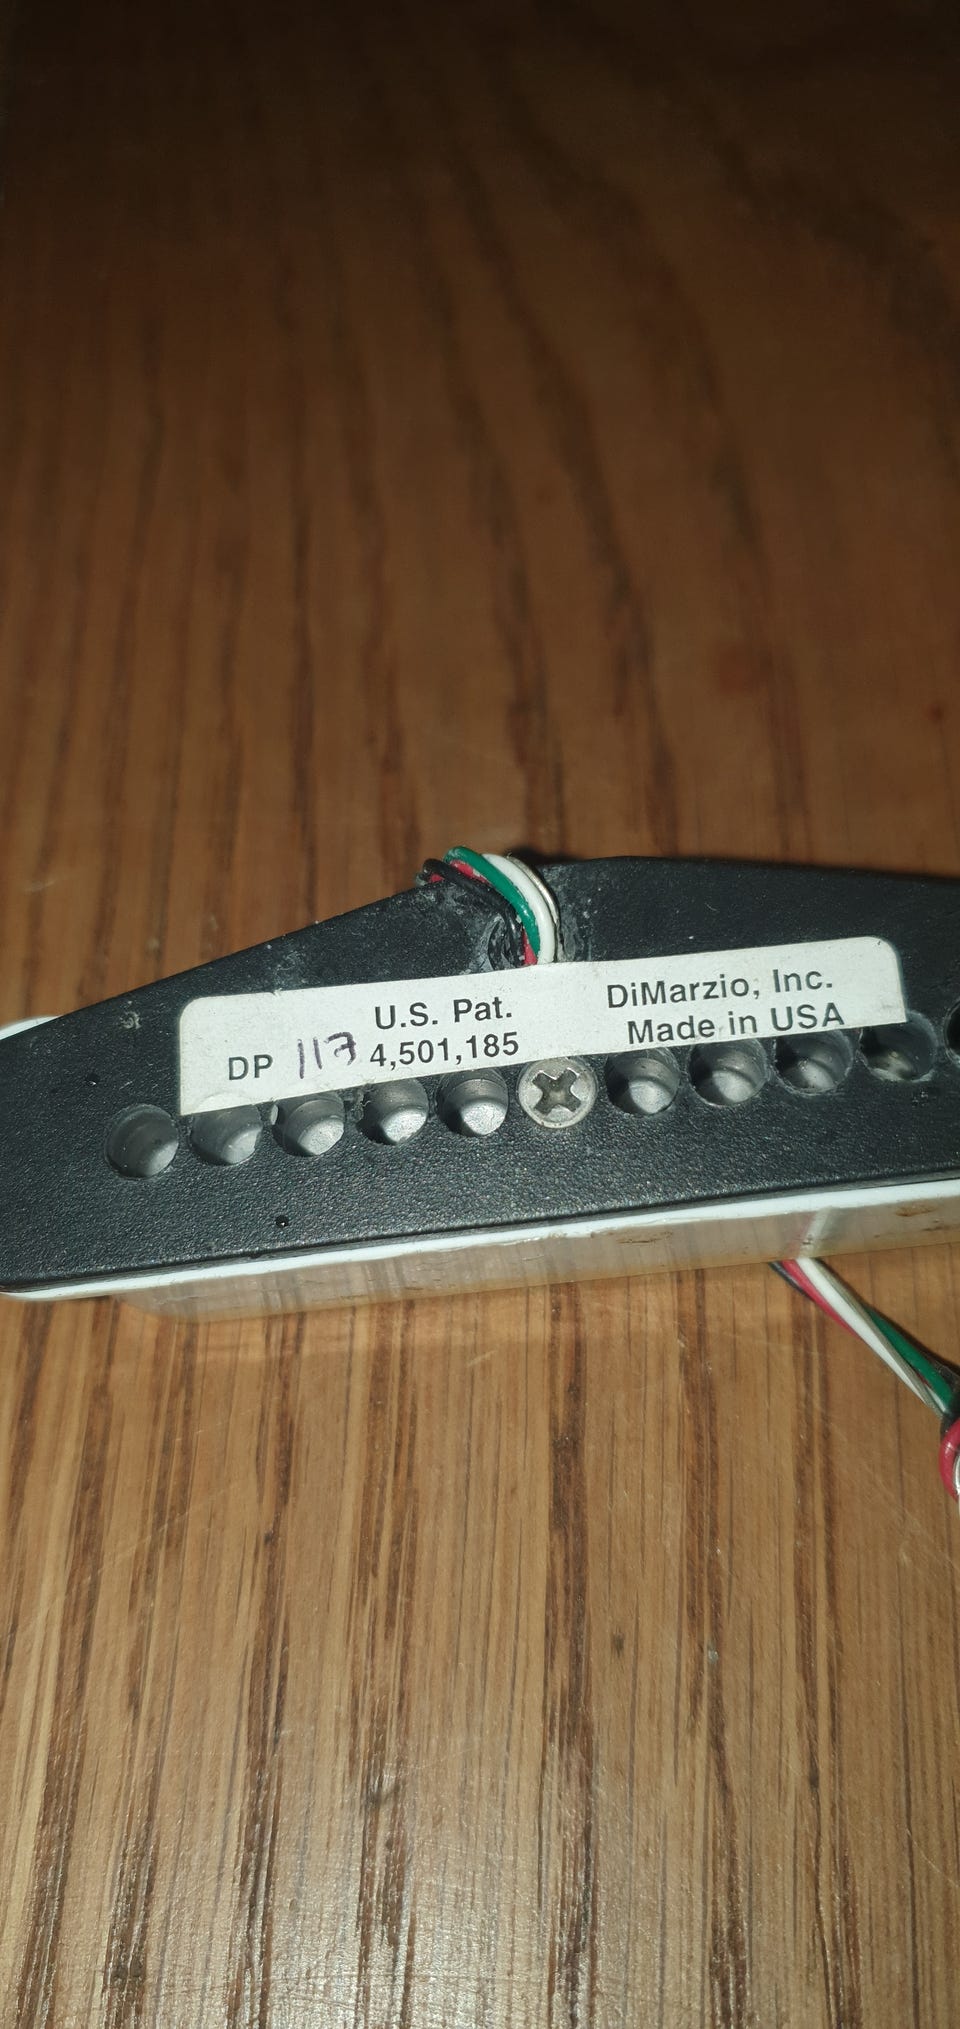 U.S. Pat. DiMarzio, Inc.
DP 117 4,501,185 Made in USA